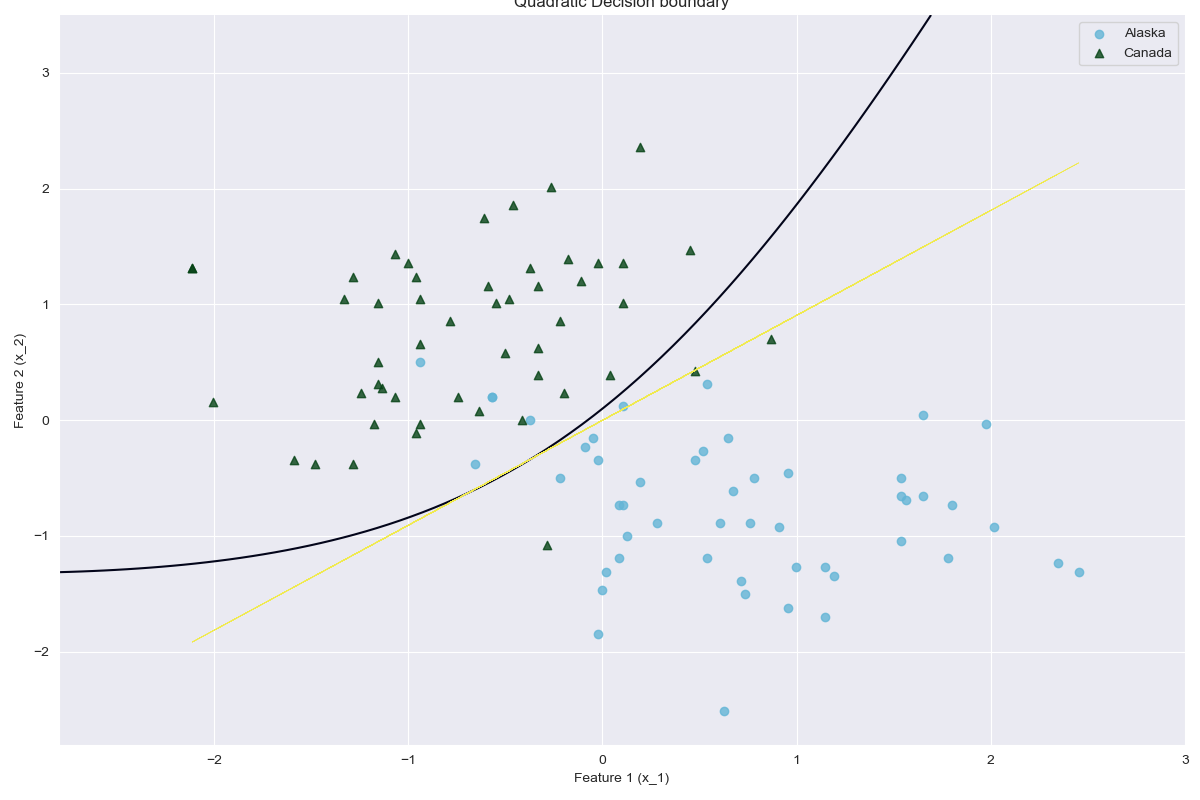 Quadratic Decision boundary
Alaska
Canada
3
2
1
0
−1
−2
Feature 2 (x_2)
−2
−1
0
1
2
3
Feature 1 (x_1)